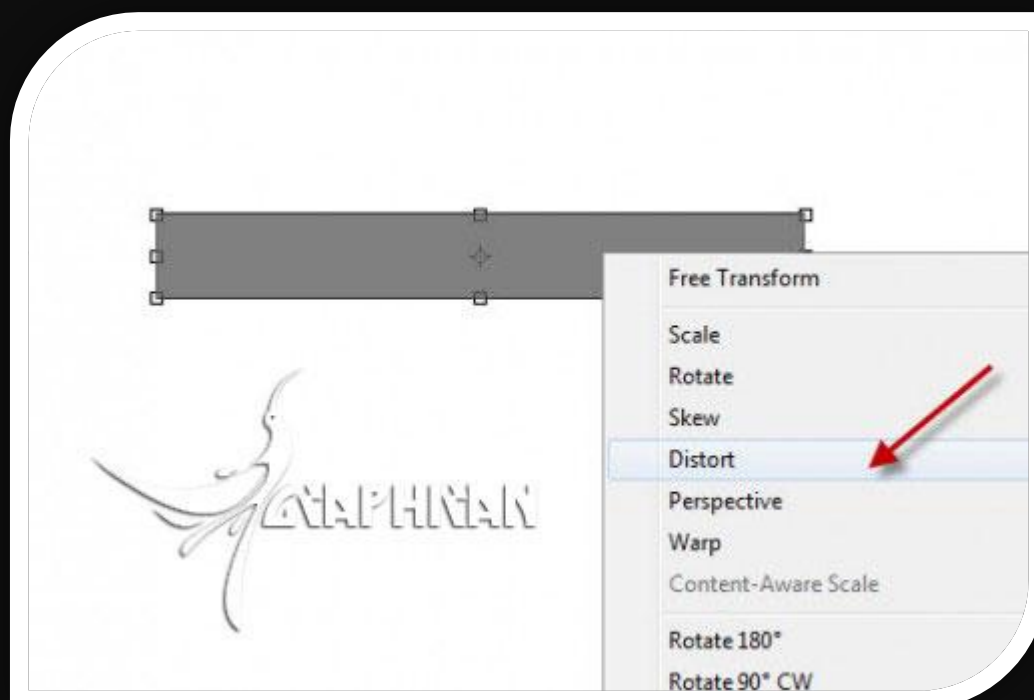 Free Transform
Scale
Rotate
Skew
Distort
Perspective
Warp
Content-Aware Scale
Rotate 180°
Rotate 90° CW